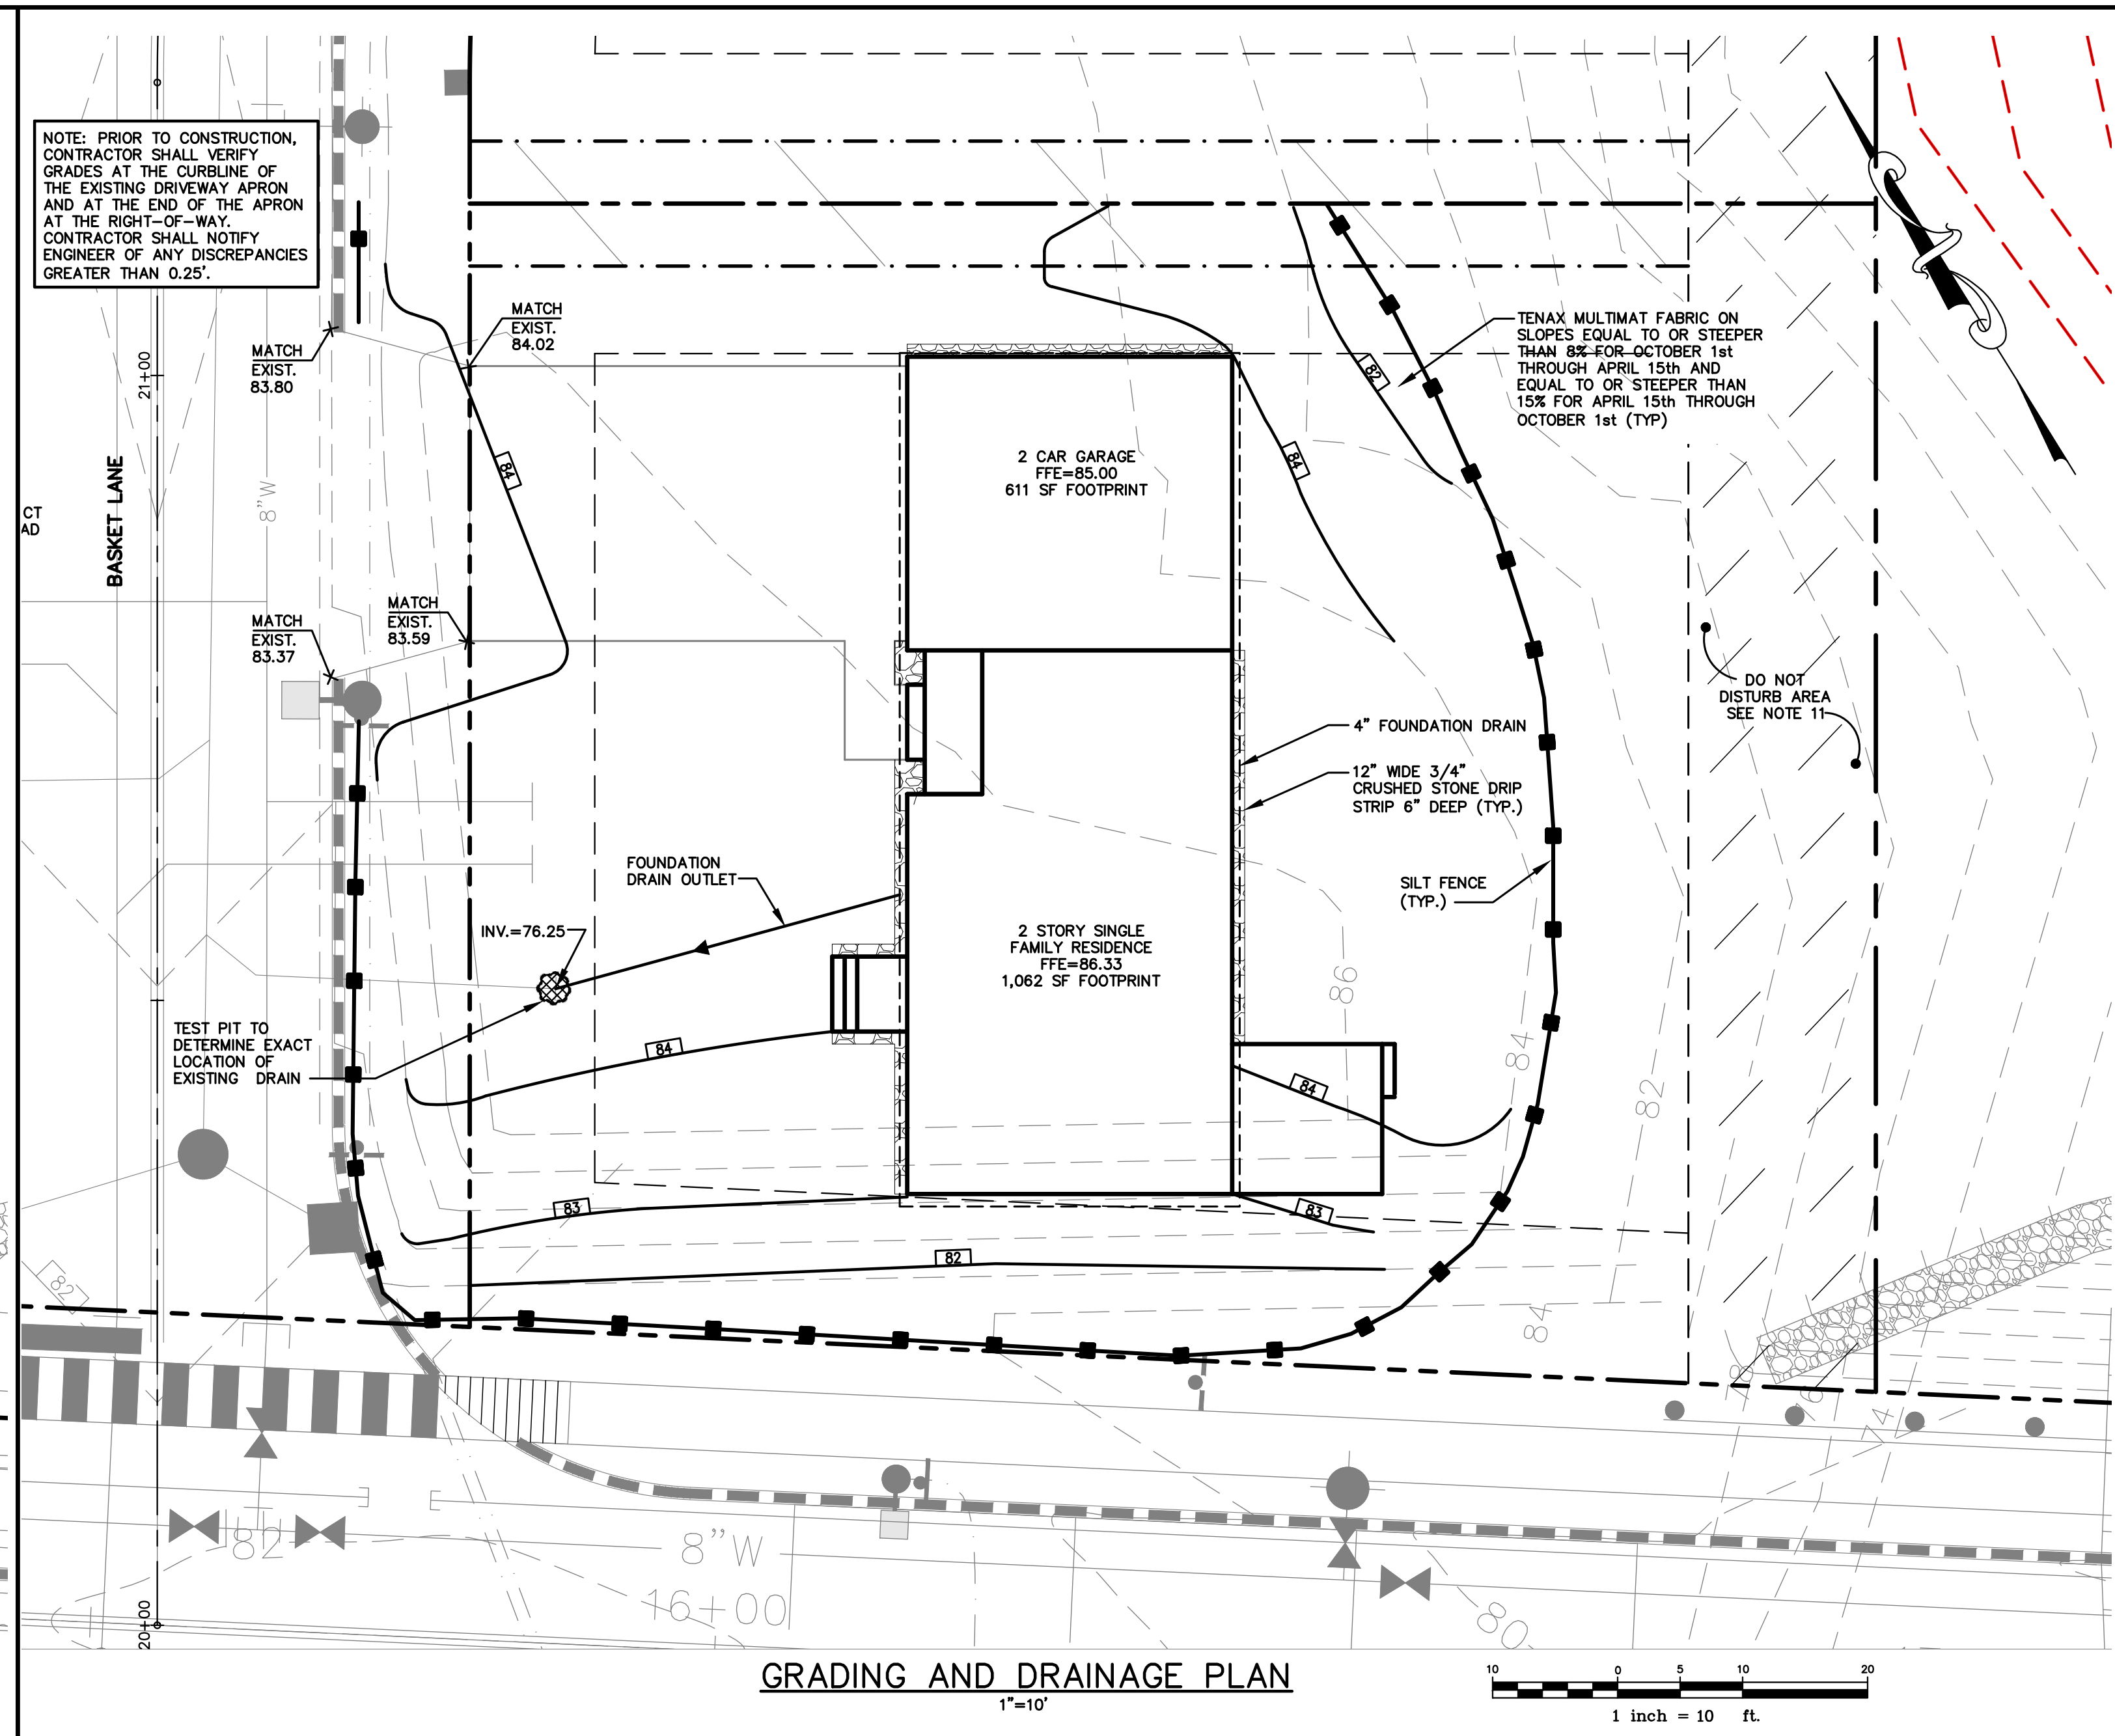 NOTE: PRIOR TO CONSTRUCTION,
CONTRACTOR SHALL VERIFY
GRADES AT THE CURBLINE OF
THE EXISTING DRIVEWAY APRON
AND AT THE END OF THE APRON
AT THE RIGHT-OF-WAY.
CONTRACTOR SHALL NOTIFY
ENGINEER OF ANY DISCREPANCIES
GREATER THAN 0.25'.
MATCH
EXIST.
84.02
MATCH
EXIST.
83.80
21+00
BASKET LANE
8"W
CT
AD
84
MATCH
EXIST.
83.59
MATCH
EXIST.
83.37
2 CAR GARAGE
FFE=85.00
611 SF FOOTPRINT
84
82
TENAX MULTIMAT FABRIC ON
SLOPES EQUAL TO OR STEEPER
THAN 8% FOR OCTOBER 1st
THROUGH APRIL 15th AND
EQUAL TO OR STEEPER THAN
15% FOR APRIL 15th THROUGH
OCTOBER 1st (TYP)
DO NOT
DISTURB AREA
SEE NOTE 11
4" FOUNDATION DRAIN
12" WIDE 3/4"
CRUSHED STONE DRIP
STRIP 6" DEEP (TYP.)
FOUNDATION
DRAIN OUTLET
SILT FENCE
(TYP.)
INV.=76.25
2 STORY SINGLE
FAMILY RESIDENCE
FFE=86.33
1,062 SF FOOTPRINT
86
TEST PIT TO
DETERMINE EXACT
LOCATION OF
EXISTING DRAIN
84
84
84
82
83
83
82
82
84
82
8"W
16+00
80
20+00
GRADING AND DRAINAGE PLAN
1"=10'
10 0 5 10 20
1 inch = 10 ft.